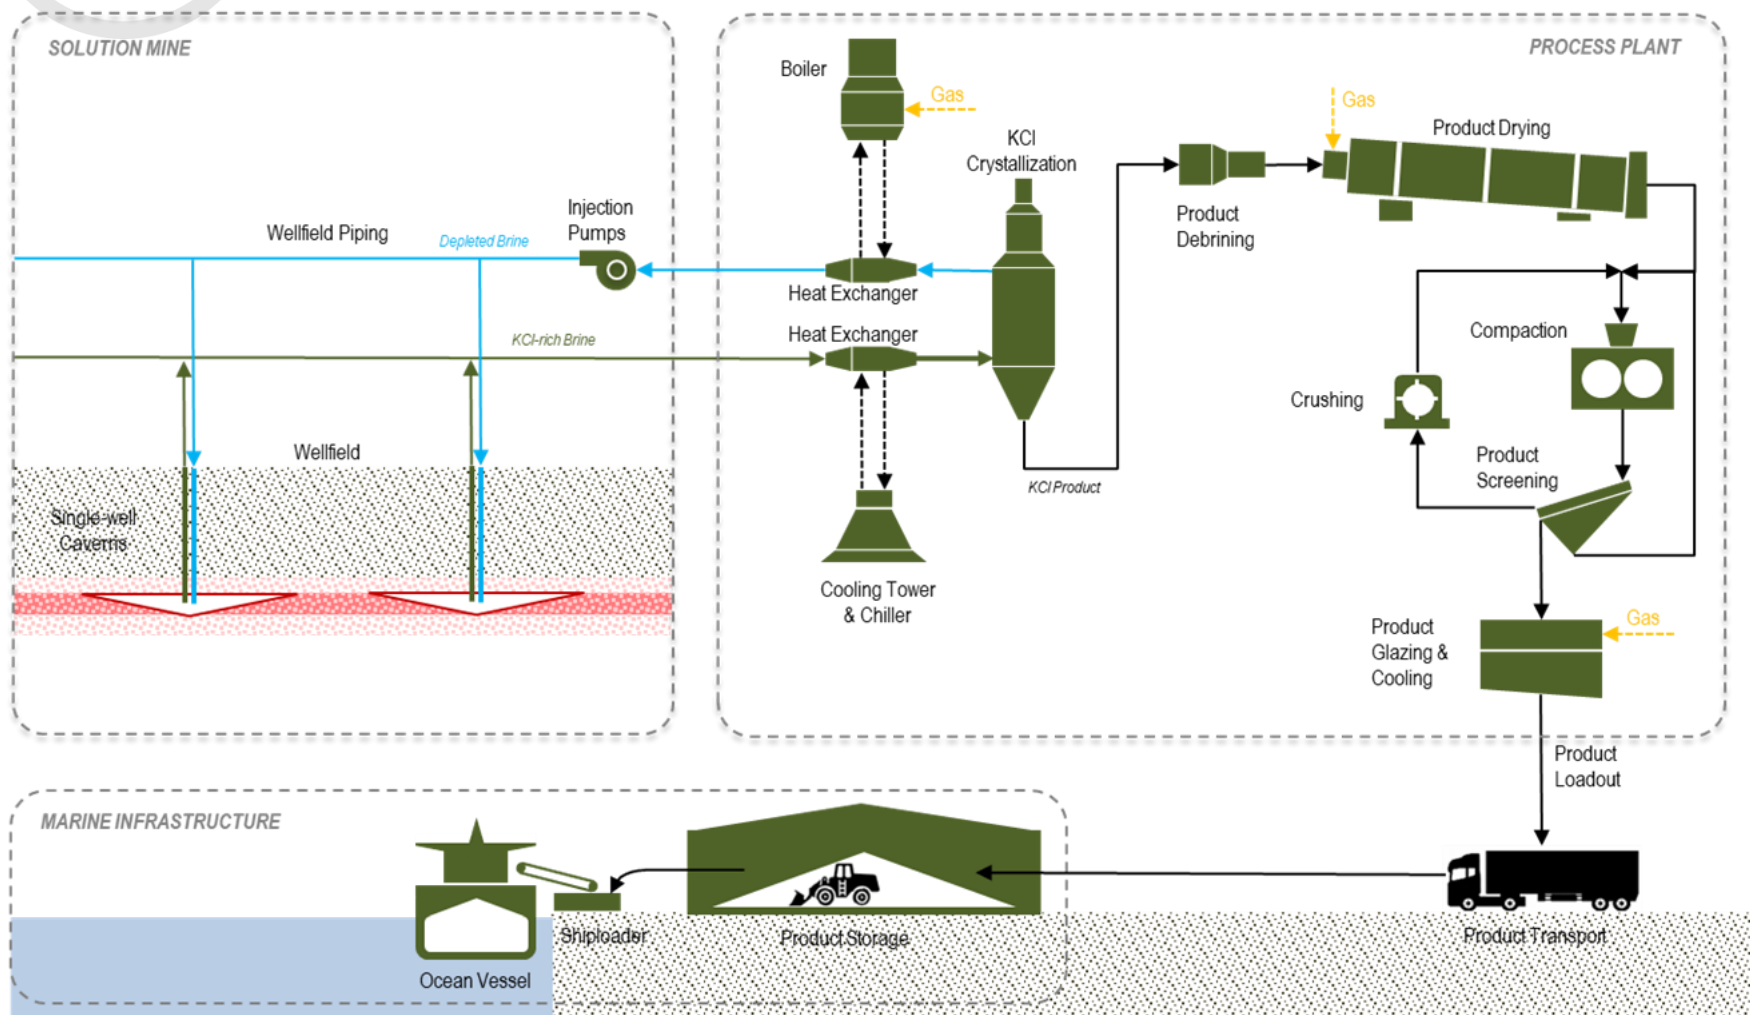 SOLUTION MINE
PROCESS PLANT
Boiler
Gas
KCl
Crystallization
Gas
Product Drying
Product
Debrining
Injection
Pumps
Wellfield Piping
Depleted Brine
Heat Exchanger
Heat Exchanger
KCl-rich Brine
Compaction
Crushing
Wellfield
Product
Screening
KCl Product
Single-well
Caverns
Cooling Tower
& Chiller
Product
Glazing &
Cooling
Gas
Product
Loadout
MARINE INFRASTRUCTURE
Shiploader
Product Storage
Product Transport
Ocean Vessel